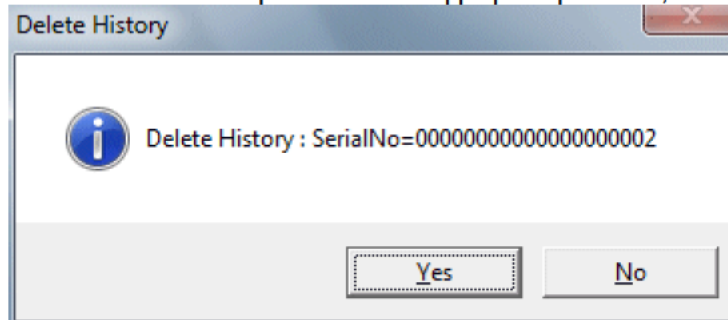 Delete History
Delete History : SerialNo=00000000000000000002
Yes
No